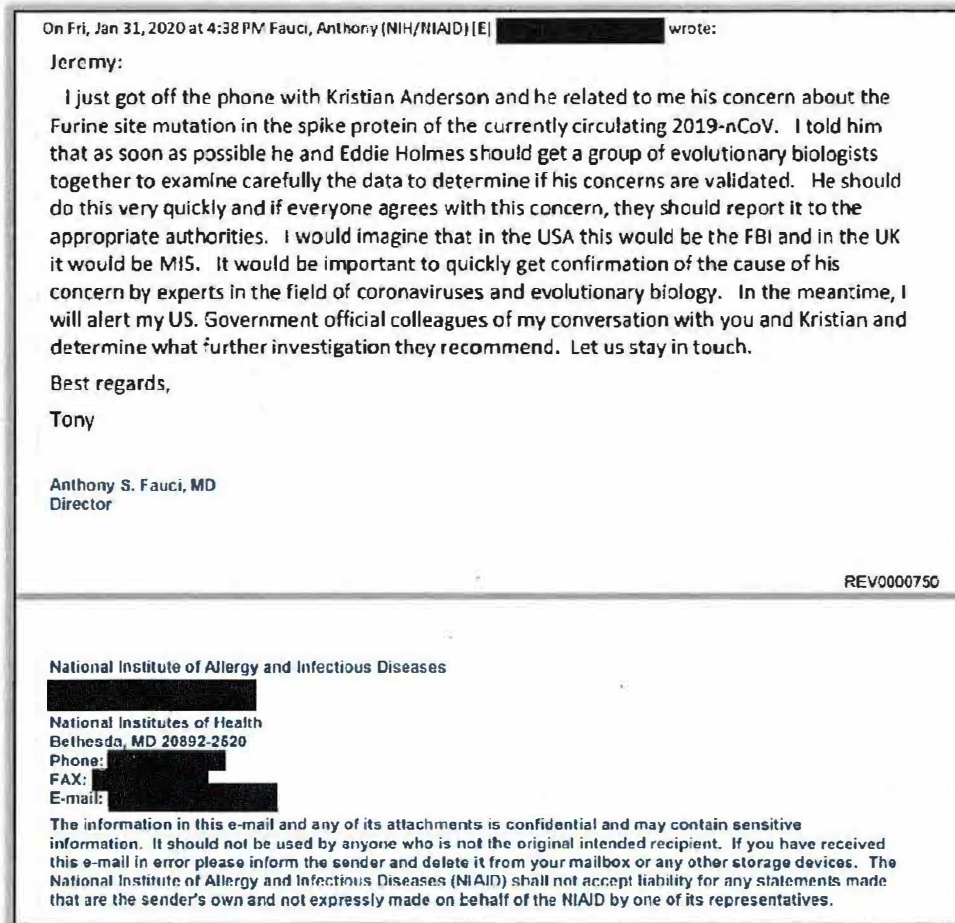 On Fri, Jan 31, 2020 at 4:38 PM Fauci, Anthony (NIH/NIAID) [E] wrote:
Jeremy:
I just got off the phone with Kristian Anderson and he related to me his concern about the
Furine site mutation in the spike protein of the currently circulating 2019-nCoV. I told him
that as soon as possible he and Eddie Holmes should get a group of evolutionary biologists
together to examine carefully the data to determine if his concerns are validated. He should
do this very quickly and if everyone agrees with this concern, they should report it to the
appropriate authorities. I would imagine that in the USA this would be the FBI and in the UK
it would be MI5. It would be important to quickly get confirmation of the cause of his
concern by experts in the field of coronaviruses and evolutionary biology. In the meantime, I
will alert my US. Government official colleagues of my conversation with you and Kristian and
determine what further investigation they recommend. Let us stay in touch.
Best regards,
Tony
Anthony S. Fauci, MD
Director
REV0000750
National Institute of Allergy and Infectious Diseases
National Institutes of Health
Bethesda, MD 20892-2520
Phone:
FAX:
E-mail:
The information in this e-mail and any of its attachments is confidential and may contain sensitive
information. It should not be used by anyone who is not the original intended recipient. If you have received
this e-mail in error please inform the sender and delete it from your mailbox or any other storage devices. The
National Institute of Allergy and Infectious Diseases (NIAID) shall not accept liability for any statements made
that are the sender's own and not expressly made on behalf of the NIAID by one of its representatives.